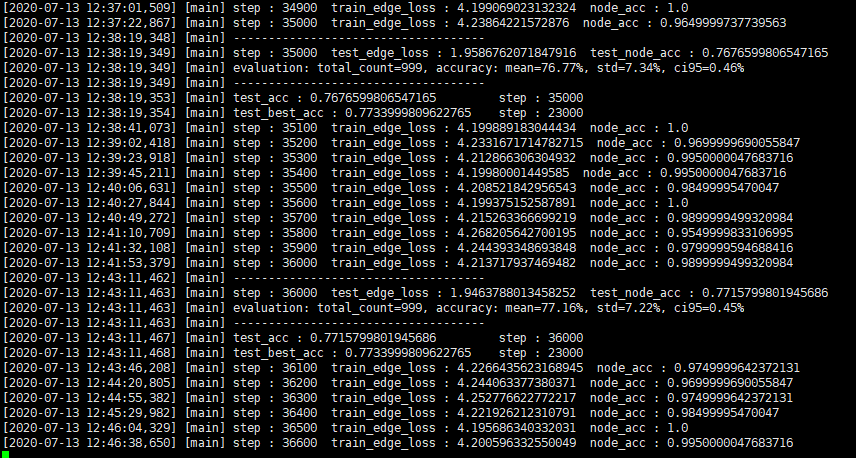 [2020-07-13 12:37:01,509] [main] step : 34900  train_edge_loss : 4.199069023132324  node_acc : 1.0
[2020-07-13 12:37:22,867] [main] step : 35000  train_edge_loss : 4.23864221572876  node_acc : 0.9649999737739563
[2020-07-13 12:38:19,348] [main] ------------------------------------
[2020-07-13 12:38:19,349] [main] step : 35000  test_edge_loss : 1.9586762071847916  test_node_acc : 0.7676599806547165
[2020-07-13 12:38:19,349] [main] evaluation: total_count=999, accuracy: mean=76.77%, std=7.34%, ci95=0.46%
[2020-07-13 12:38:19,349] [main] ------------------------------------
[2020-07-13 12:38:19,353] [main] test_acc : 0.7676599806547165         step : 35000
[2020-07-13 12:38:19,354] [main] test_best_acc : 0.7733999809622765    step : 23000
[2020-07-13 12:38:41,073] [main] step : 35100  train_edge_loss : 4.199889183044434  node_acc : 1.0
[2020-07-13 12:39:02,418] [main] step : 35200  train_edge_loss : 4.2331671714782715  node_acc : 0.9699999690055847
[2020-07-13 12:39:23,918] [main] step : 35300  train_edge_loss : 4.212866306304932  node_acc : 0.9950000047683716
[2020-07-13 12:39:45,211] [main] step : 35400  train_edge_loss : 4.19980001449585  node_acc : 0.9950000047683716
[2020-07-13 12:40:06,631] [main] step : 35500  train_edge_loss : 4.208521842956543  node_acc : 0.98499995470047
[2020-07-13 12:40:27,844] [main] step : 35600  train_edge_loss : 4.199375152587891  node_acc : 1.0
[2020-07-13 12:40:49,272] [main] step : 35700  train_edge_loss : 4.215263366699219  node_acc : 0.9899999499320984
[2020-07-13 12:41:10,709] [main] step : 35800  train_edge_loss : 4.268205642700195  node_acc : 0.9549999833106995
[2020-07-13 12:41:32,108] [main] step : 35900  train_edge_loss : 4.244393348693848  node_acc : 0.9799999594688416
[2020-07-13 12:41:53,379] [main] step : 36000  train_edge_loss : 4.213717937469482  node_acc : 0.9899999499320984
[2020-07-13 12:43:11,462] [main] ------------------------------------
[2020-07-13 12:43:11,463] [main] step : 36000  test_edge_loss : 1.9463788013458252  test_node_acc : 0.7715799801945686
[2020-07-13 12:43:11,463] [main] evaluation: total_count=999, accuracy: mean=77.16%, std=7.22%, ci95=0.45%
[2020-07-13 12:43:11,463] [main] ------------------------------------
[2020-07-13 12:43:11,467] [main] test_acc : 0.7715799801945686         step : 36000
[2020-07-13 12:43:11,468] [main] test_best_acc : 0.7733999809622765    step : 23000
[2020-07-13 12:43:46,208] [main] step : 36100  train_edge_loss : 4.2266435623168945  node_acc : 0.9749999642372131
[2020-07-13 12:44:20,805] [main] step : 36200  train_edge_loss : 4.244063377380371  node_acc : 0.9699999690055847
[2020-07-13 12:44:55,382] [main] step : 36300  train_edge_loss : 4.252776622772217  node_acc : 0.9749999642372131
[2020-07-13 12:45:29,982] [main] step : 36400  train_edge_loss : 4.221926212310791  node_acc : 0.98499995470047
[2020-07-13 12:46:04,329] [main] step : 36500  train_edge_loss : 4.195686340332031  node_acc : 1.0
[2020-07-13 12:46:38,650] [main] step : 36600  train_edge_loss : 4.200596332550049  node_acc : 0.9950000047683716